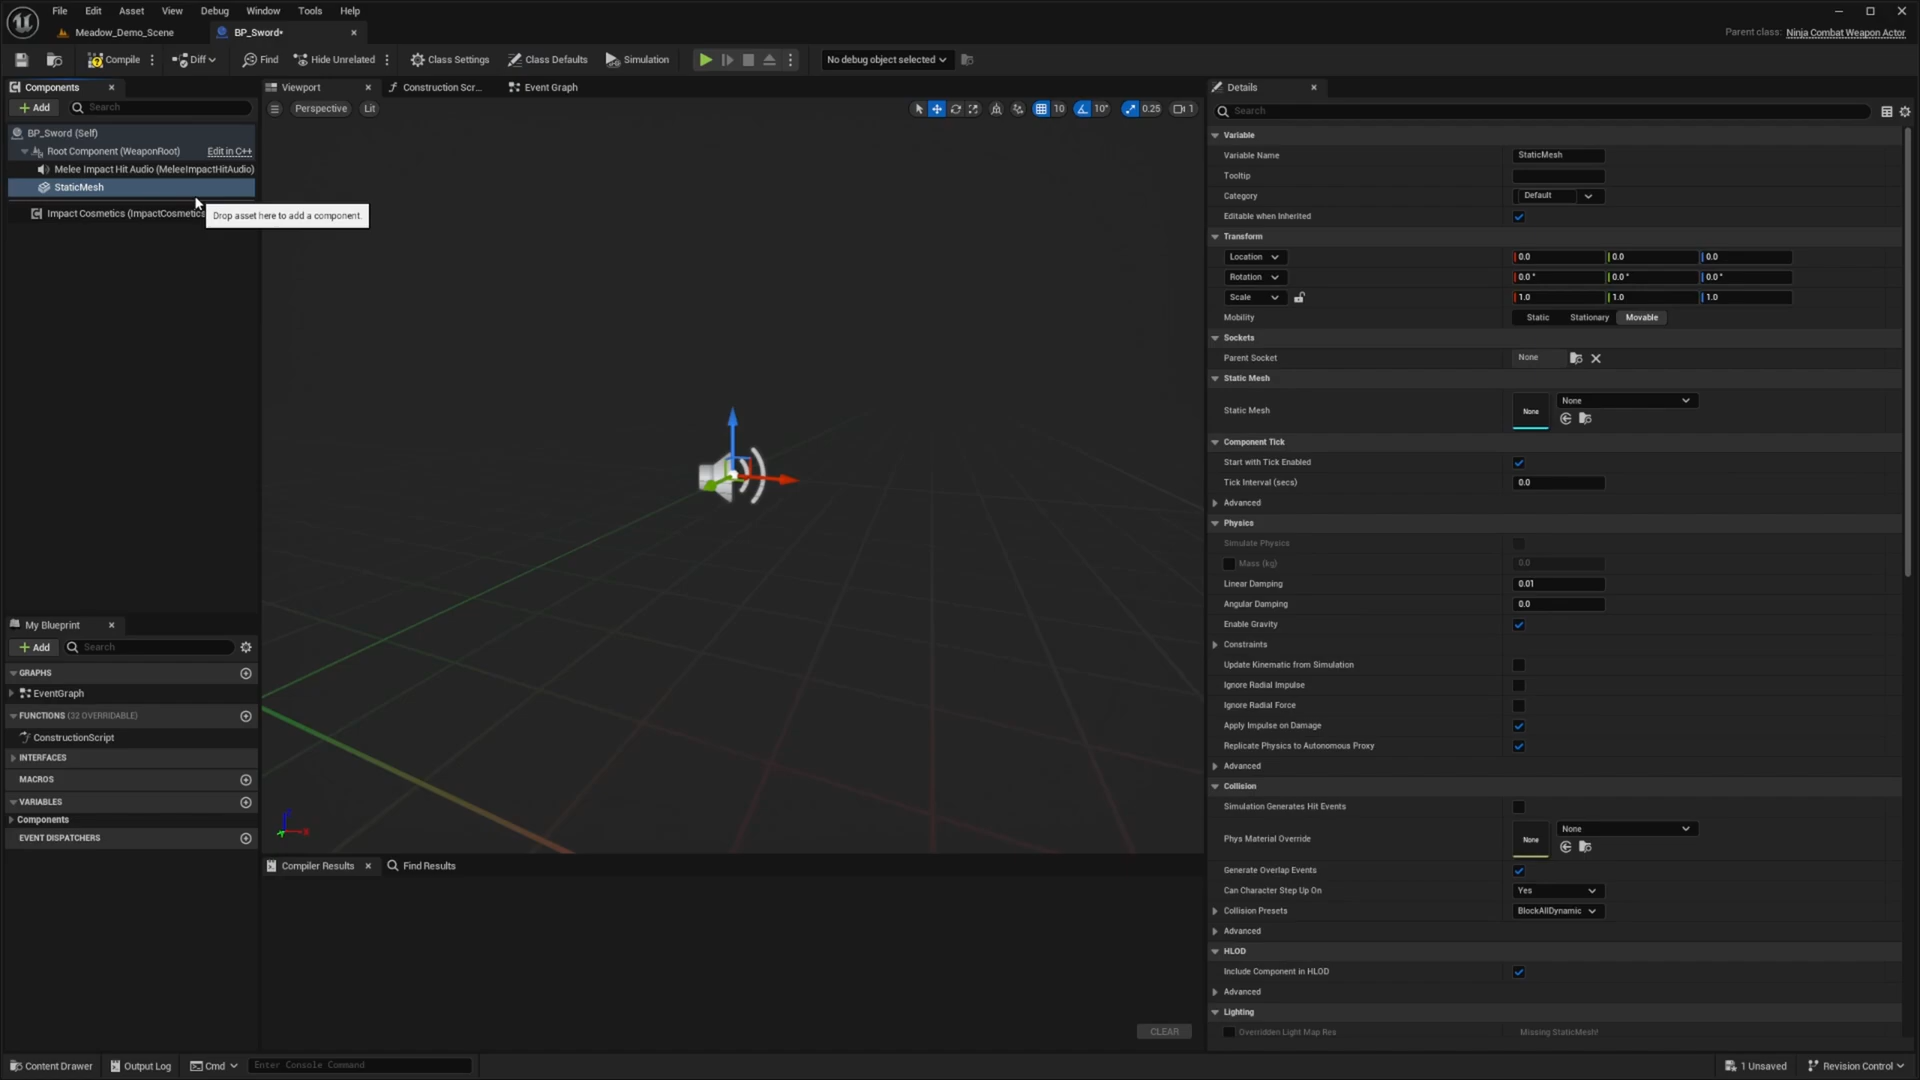 File Edit Asset View Debug Window Tools Help
Meadow_Demo_Scene BP_Sword•
Parent class: Ninja Combat Weapon Actor
Compile Diff Find Hide Unrelated Class Settings Class Defaults Simulation No debug object selected
Components
Add Search
BP_Sword (Self)
Root Component (WeaponRoot) Edit in C++
Melee Impact Hit Audio (MeleeImpactHitAudio)
StaticMesh
Impact Cosmetics (ImpactCosmetics
Drop asset here to add a component.
My Blueprint
Add Search
GRAPHS
EventGraph
FUNCTIONS (32 OVERRIDABLE)
ConstructionScript
INTERFACES
MACROS
VARIABLES
Components
EVENT DISPATCHERS
Viewport Construction Scr... Event Graph
Perspective Lit 10 10° 0.25 1
Compiler Results Find Results
CLEAR
Details
Search
Variable
Variable Name StaticMesh
Tooltip
Category Default
Editable when Inherited
Transform
Location 0.0 0.0 0.0
Rotation 0.0 ° 0.0 ° 0.0 °
Scale 1.0 1.0 1.0
Mobility Static Stationary Movable
Sockets
Parent Socket None
Static Mesh
Static Mesh None None
Component Tick
Start with Tick Enabled
Tick Interval (secs) 0.0
Advanced
Physics
Simulate Physics
Mass (kg) 0.0
Linear Damping 0.01
Angular Damping 0.0
Enable Gravity
Constraints
Update Kinematic from Simulation
Ignore Radial Impulse
Ignore Radial Force
Apply Impulse on Damage
Replicate Physics to Autonomous Proxy
Advanced
Collision
Simulation Generates Hit Events
Phys Material Override None None
Generate Overlap Events
Can Character Step Up On Yes
Collision Presets BlockAllDynamic
Advanced
HLOD
Include Component in HLOD
Advanced
Lighting
Overridden Light Map Res Missing StaticMesh!
Content Drawer Output Log Cmd Enter Console Command 1 Unsaved Revision Control